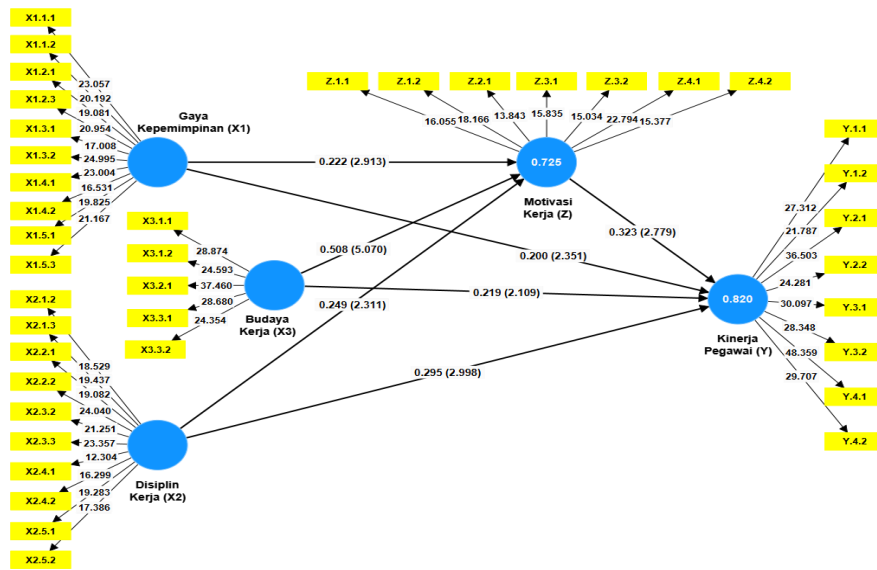 X1.1.1
X1.1.2
X1.2.1
X1.2.3
X1.3.1
X1.3.2
X1.4.1
X1.4.2
X1.5.1
X1.5.3
23.057
20.192
19.081
20.954
17.008
24.995
23.004
16.531
19.825
21.167
Gaya
Kepemimpinan (X1)
Z.1.1
Z.1.2
Z.2.1
Z.3.1
Z.3.2
Z.4.1
Z.4.2
16.055
18.166
13.843
15.835
15.034
22.794
15.377
0.725
Motivasi
Kerja (Z)
0.222 (2.913)
0.508 (5.070)
0.249 (2.311)
0.323 (2.779)
0.200 (2.351)
0.219 (2.109)
0.295 (2.998)
X3.1.1
X3.1.2
X3.2.1
X3.3.1
X3.3.2
28.874
24.593
37.460
28.680
24.354
Budaya
Kerja (X3)
Y.1.1
Y.1.2
Y.2.1
Y.2.2
Y.3.1
Y.3.2
Y.4.1
Y.4.2
27.312
21.787
36.503
24.281
30.097
28.348
48.359
29.707
0.820
Kinerja
Pegawai (Y)
X2.1.2
X2.1.3
X2.2.1
X2.2.2
X2.3.2
X2.3.3
X2.4.1
X2.4.2
X2.5.1
X2.5.2
18.529
19.437
19.082
24.040
21.251
23.357
12.304
16.299
19.283
17.386
Disiplin
Kerja (X2)